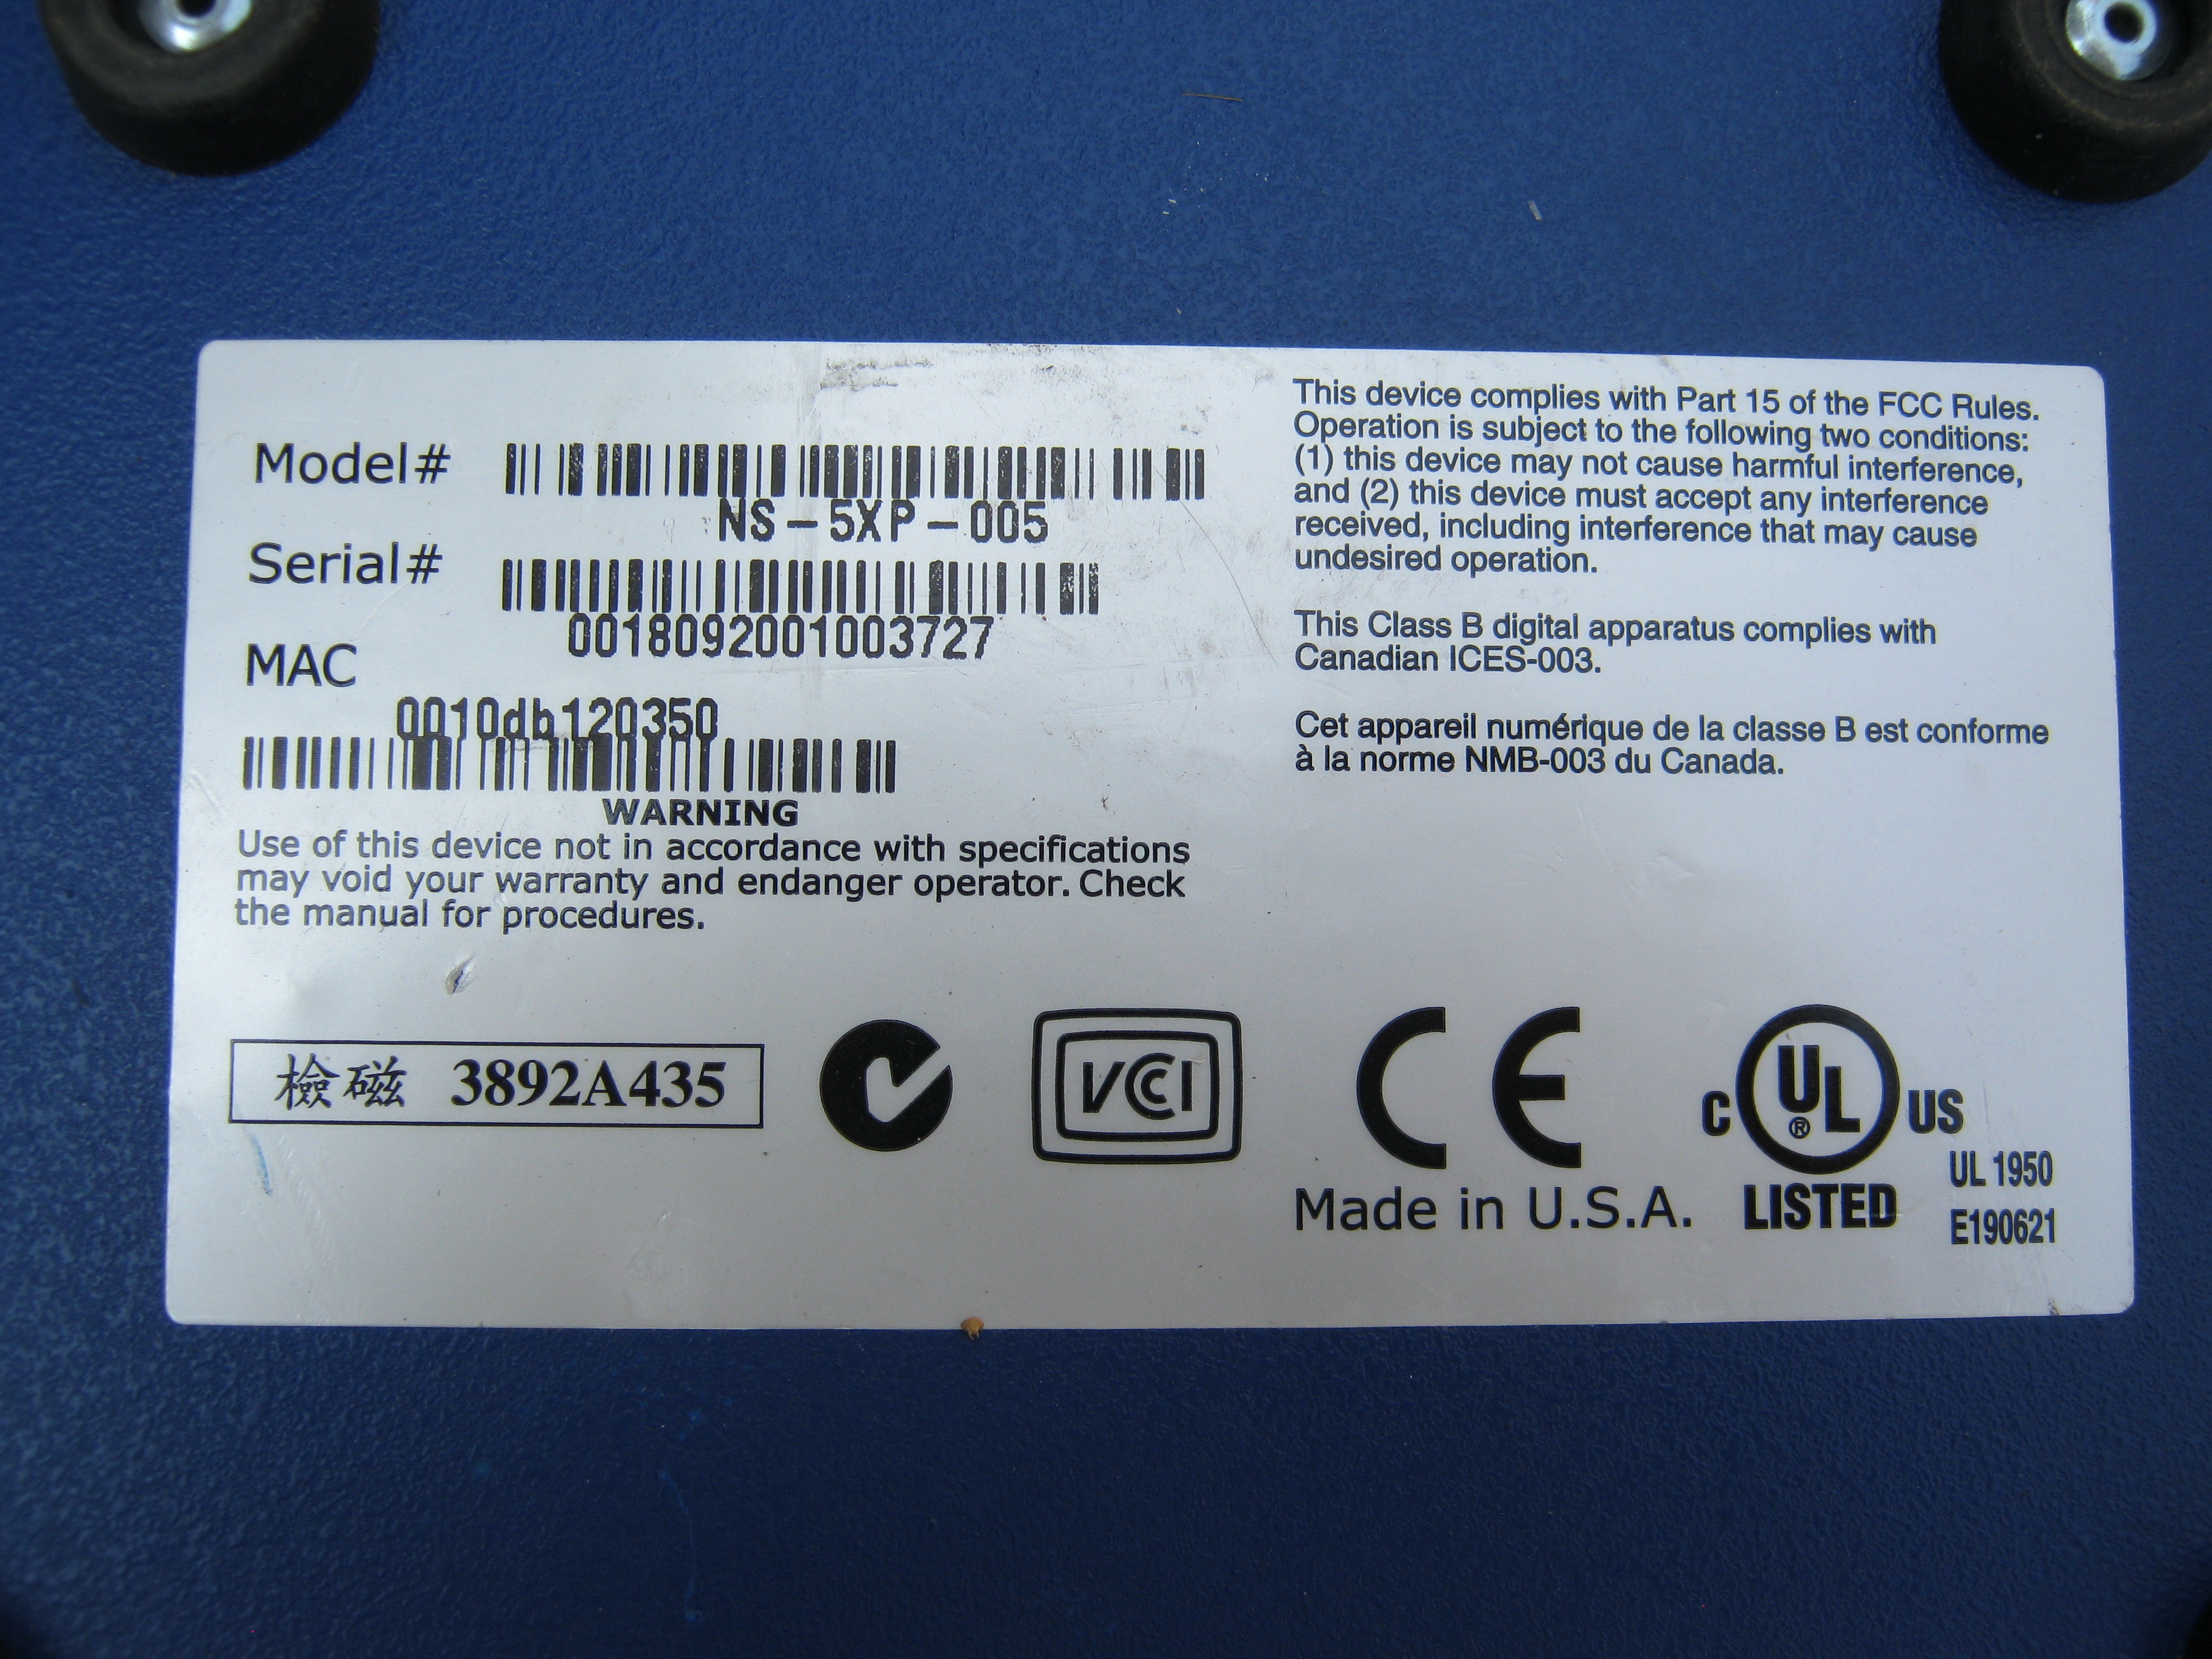 Model#
NS-5XP-005
Serial#
0018092001003727
MAC
0010db120350
WARNING
Use of this device not in accordance with specifications
may void your warranty and endanger operator. Check
the manual for procedures.
This device complies with Part 15 of the FCC Rules.
Operation is subject to the following two conditions:
(1) this device may not cause harmful interference,
and (2) this device must accept any interference
received, including interference that may cause
undesired operation.
This Class B digital apparatus complies with
Canadian ICES-003.
Cet appareil numérique de la classe B est conforme
à la norme NMB-003 du Canada.
檢磁 3892A435
VCCI
CE
C UL® US
LISTED
UL 1950
E190621
Made in U.S.A.